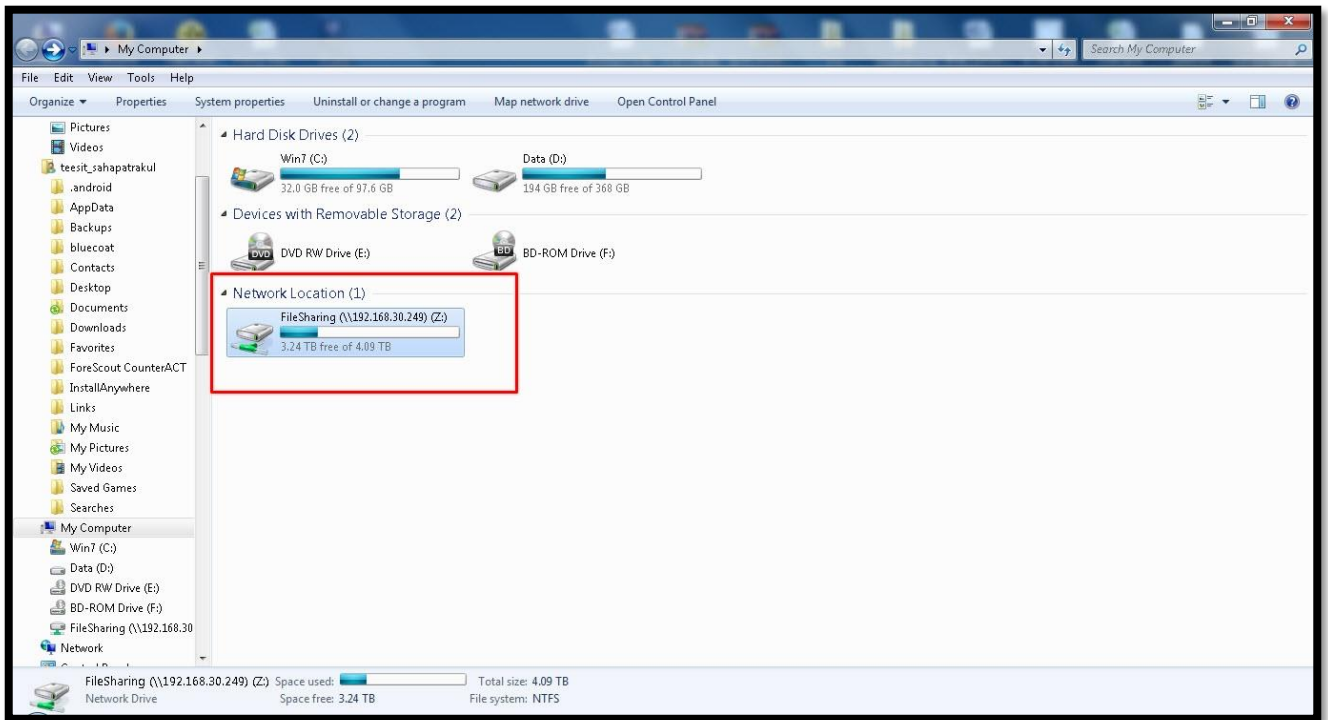 My Computer
Search My Computer
File Edit View Tools Help
Organize Properties System properties Uninstall or change a program Map network drive Open Control Panel
Pictures
Videos
teesit_sahapatrakul
.android
AppData
Backups
bluecoat
Contacts
Desktop
Documents
Downloads
Favorites
ForeScout CounterACT
InstallAnywhere
Links
My Music
My Pictures
My Videos
Saved Games
Searches
My Computer
Win7 (C:)
Data (D:)
DVD RW Drive (E:)
BD-ROM Drive (F:)
FileSharing (\\192.168.30
Network
Hard Disk Drives (2)
Win7 (C:)
32.0 GB free of 97.6 GB
Data (D:)
194 GB free of 368 GB
Devices with Removable Storage (2)
DVD RW Drive (E:)
BD-ROM Drive (F:)
Network Location (1)
FileSharing (\\192.168.30.249) (Z:)
3.24 TB free of 4.09 TB
FileSharing (\\192.168.30.249) (Z:) Space used: Total size: 4.09 TB
Network Drive Space free: 3.24 TB File system: NTFS